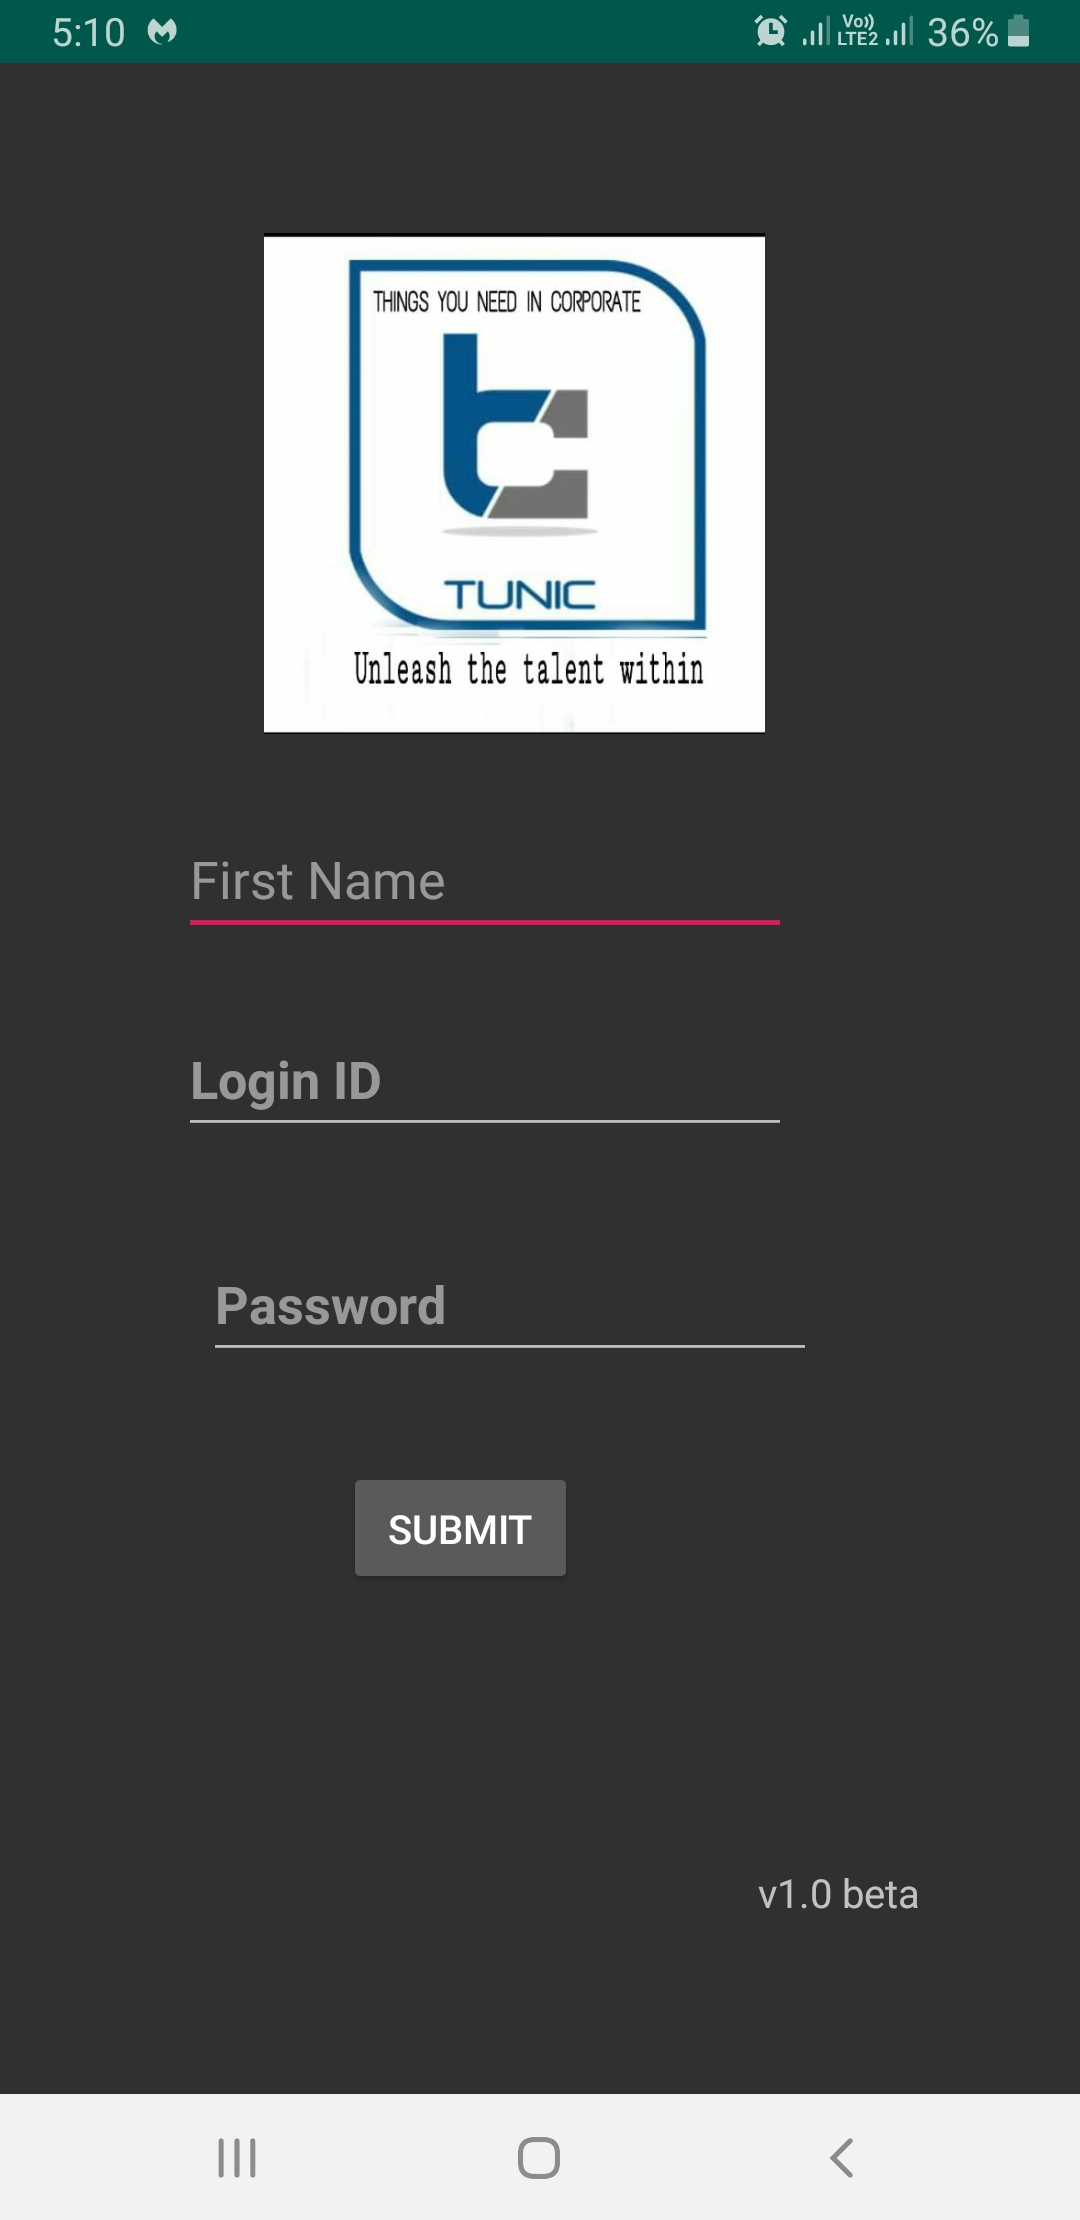 5:10 Vo)) LTE2 36%
THINGS YOU NEED IN CORPORATE
tc
TUNIC
Unleash the talent within
First Name
Login ID
Password
SUBMIT
v1.0 beta